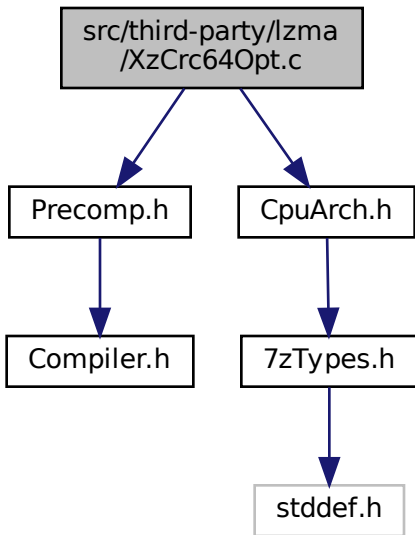 src/third-party/lzma
/XzCrc64Opt.c
Precomp.h
CpuArch.h
Compiler.h
7zTypes.h
stddef.h